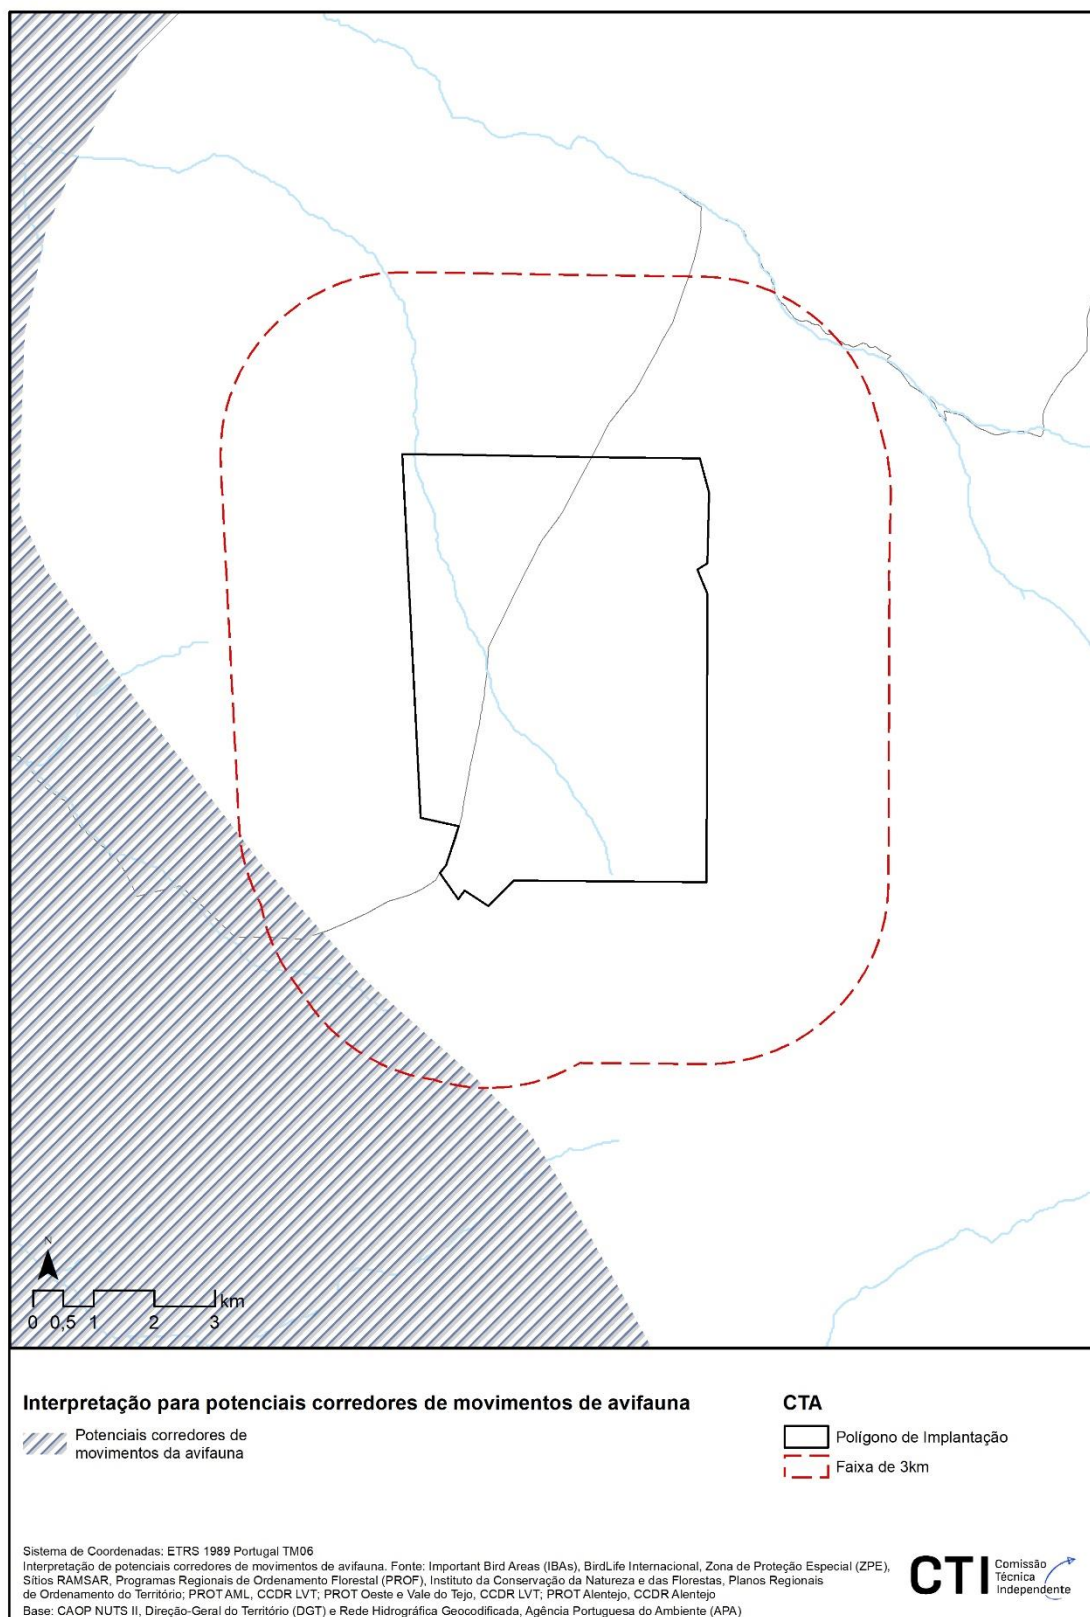 N
km
0 0,5 1 2 3
Interpretação para potenciais corredores de movimentos de avifauna
Potenciais corredores de
movimentos da avifauna
CTA
Polígono de Implantação
Faixa de 3km
Sistema de Coordenadas: ETRS 1989 Portugal TM06
Interpretação de potenciais corredores de movimentos de avifauna. Fonte: Important Bird Areas (IBAs), BirdLife Internacional, Zona de Proteção Especial (ZPE),
Sítios RAMSAR, Programas Regionais de Ordenamento Florestal (PROF), Instituto da Conservação da Natureza e das Florestas, Planos Regionais
de Ordenamento do Território; PROT AML, CCDR LVT; PROT Oeste e Vale do Tejo, CCDR LVT; PROT Alentejo, CCDR Alentejo
Base: CAOP NUTS II, Direção-Geral do Território (DGT) e Rede Hidrográfica Geocodificada, Agência Portuguesa do Ambiente (APA)
CTI
Comissão
Técnica
Independente